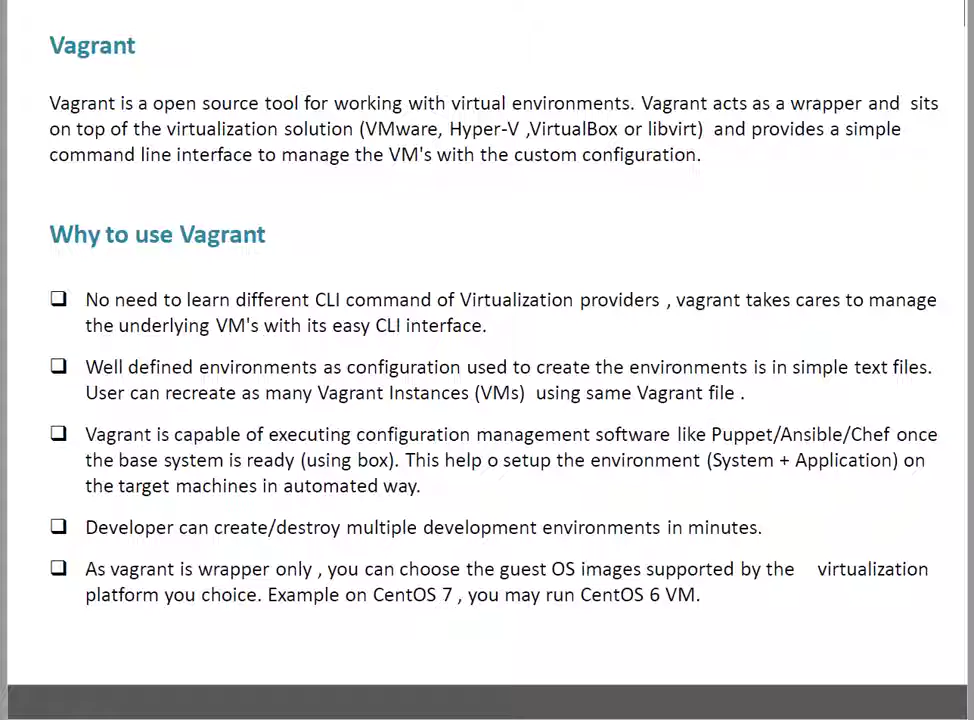 Vagrant
Vagrant is a open source tool for working with virtual environments. Vagrant acts as a wrapper and  sits
on top of the virtualization solution (VMware, Hyper-V ,VirtualBox or libvirt)  and provides a simple
command line interface to manage the VM's with the custom configuration.
Why to use Vagrant
No need to learn different CLI command of Virtualization providers , vagrant takes cares to manage
the underlying VM's with its easy CLI interface.
Well defined environments as configuration used to create the environments is in simple text files.
User can recreate as many Vagrant Instances (VMs)  using same Vagrant file .
Vagrant is capable of executing configuration management software like Puppet/Ansible/Chef once
the base system is ready (using box). This help o setup the environment (System + Application) on
the target machines in automated way.
Developer can create/destroy multiple development environments in minutes.
As vagrant is wrapper only , you can choose the guest OS images supported by the   virtualization
platform you choice. Example on CentOS 7 , you may run CentOS 6 VM.